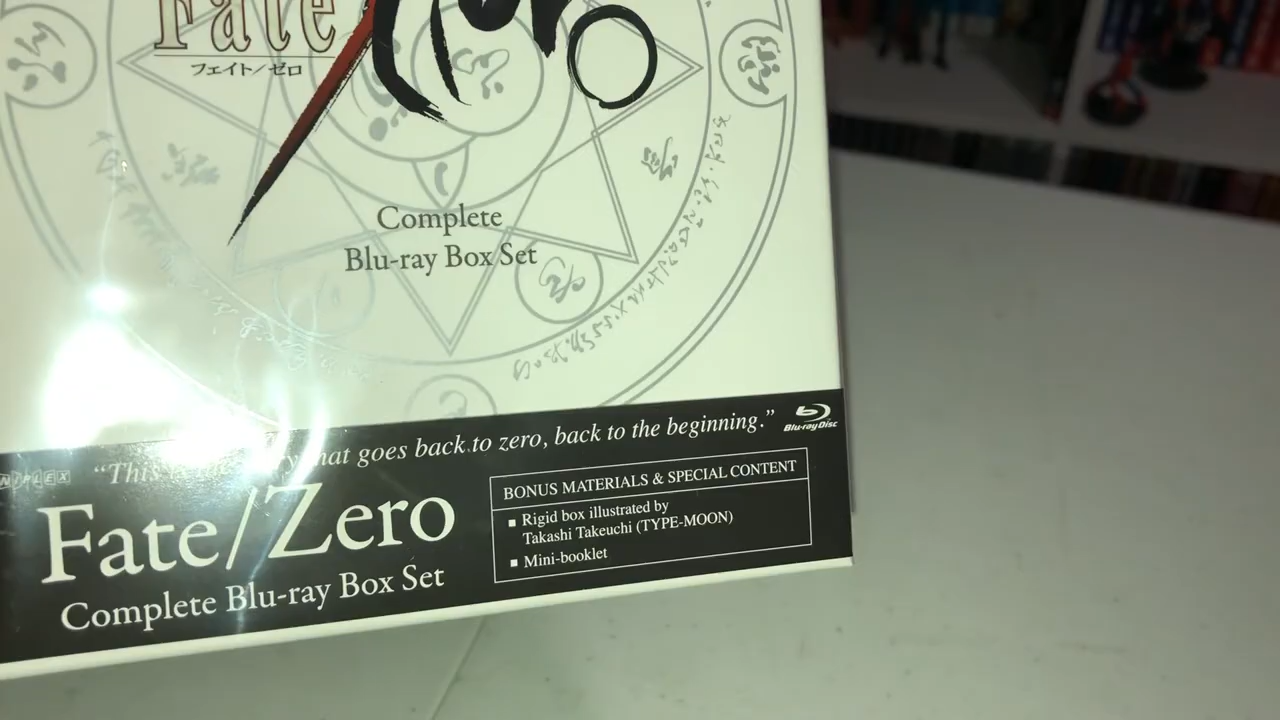 Fate
フェイト／ゼロ
Complete
Blu-ray Box Set
“This that goes back to zero, back to the beginning.”
Blu-ray Disc
Fate/Zero
Complete Blu-ray Box Set
BONUS MATERIALS & SPECIAL CONTENT
▪ Rigid box illustrated by
Takashi Takeuchi (TYPE-MOON)
▪ Mini-booklet